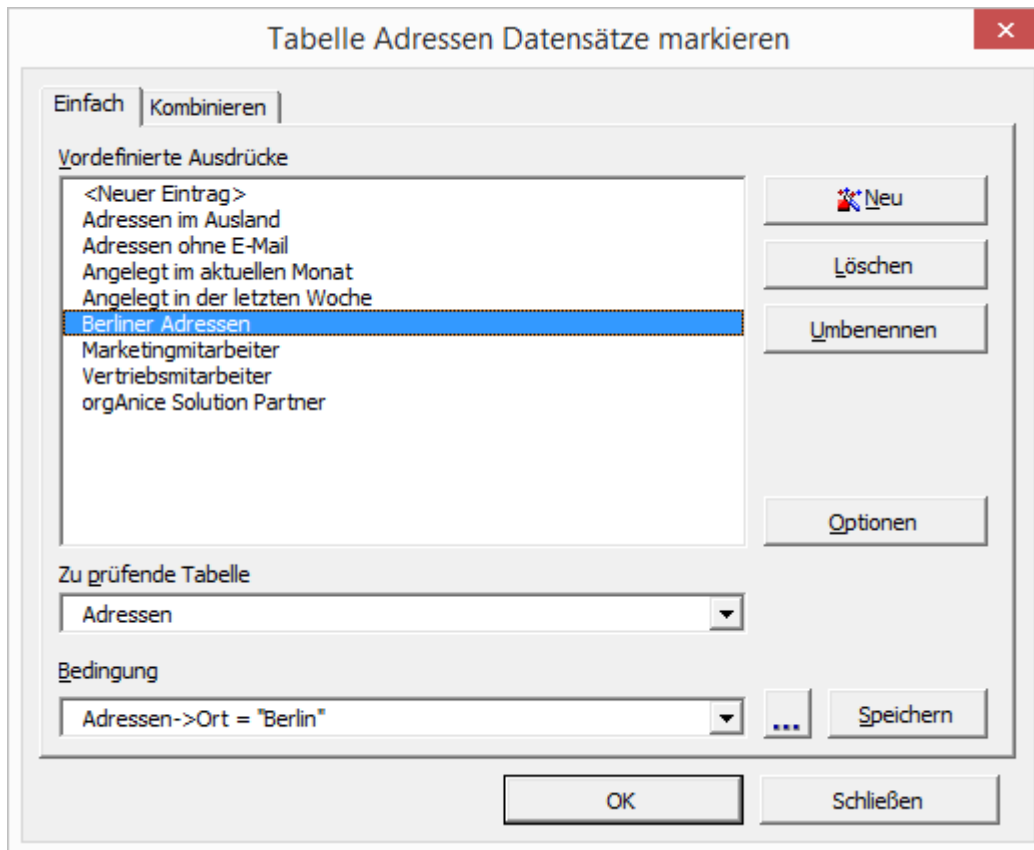 Tabelle Adressen Datensätze markieren
Einfach
Kombinieren
Vordefinierte Ausdrücke
<Neuer Eintrag>
Adressen im Ausland
Adressen ohne E-Mail
Angelegt im aktuellen Monat
Angelegt in der letzten Woche
Berliner Adressen
Marketingmitarbeiter
Vertriebsmitarbeiter
orgAnice Solution Partner
Neu
Löschen
Umbenennen
Optionen
Zu prüfende Tabelle
Adressen
Bedingung
Adressen->Ort = "Berlin"
...
Speichern
OK
Schließen